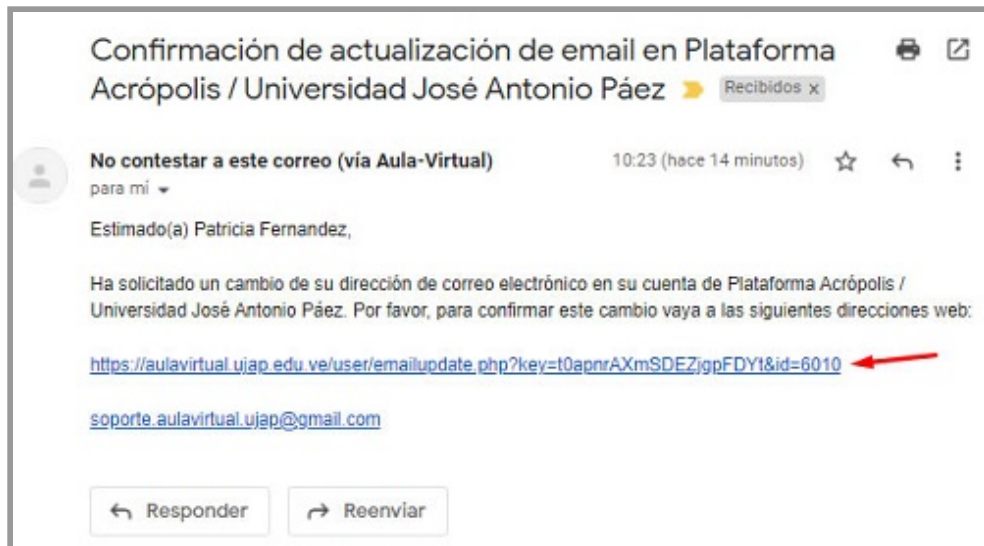 Confirmación de actualización de email en Plataforma
Acrópolis / Universidad José Antonio Páez Recibidos x
No contestar a este correo (vía Aula-Virtual) 10:23 (hace 14 minutos)
para mí
Estimado(a) Patricia Fernandez,
Ha solicitado un cambio de su dirección de correo electrónico en su cuenta de Plataforma Acrópolis /
Universidad José Antonio Páez. Por favor, para confirmar este cambio vaya a las siguientes direcciones web:
https://aulavirtual.ujap.edu.ve/user/emailupdate.php?key=t0apnrAXmSDEZjgpFDYt&id=6010
soporte.aulavirtual.ujap@gmail.com
Responder Reenviar